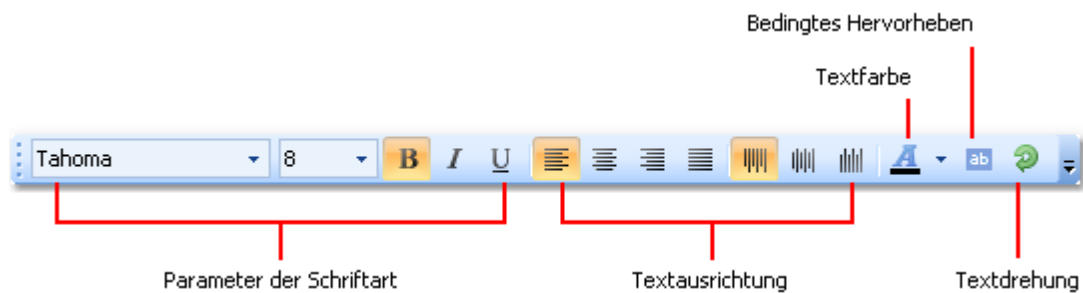 Bedingtes Hervorheben
Textfarbe
Tahoma 8 B I U A ab
Parameter der Schriftart Textausrichtung Textdrehung